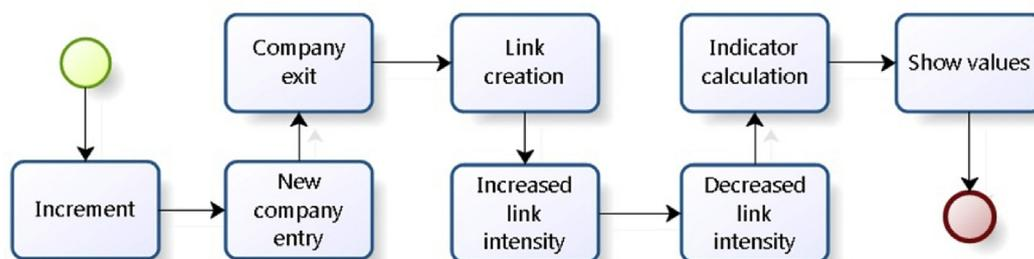 Increment
New
company
entry
Company
exit
Link
creation
Increased
link
intensity
Decreased
link
intensity
Indicator
calculation
Show values